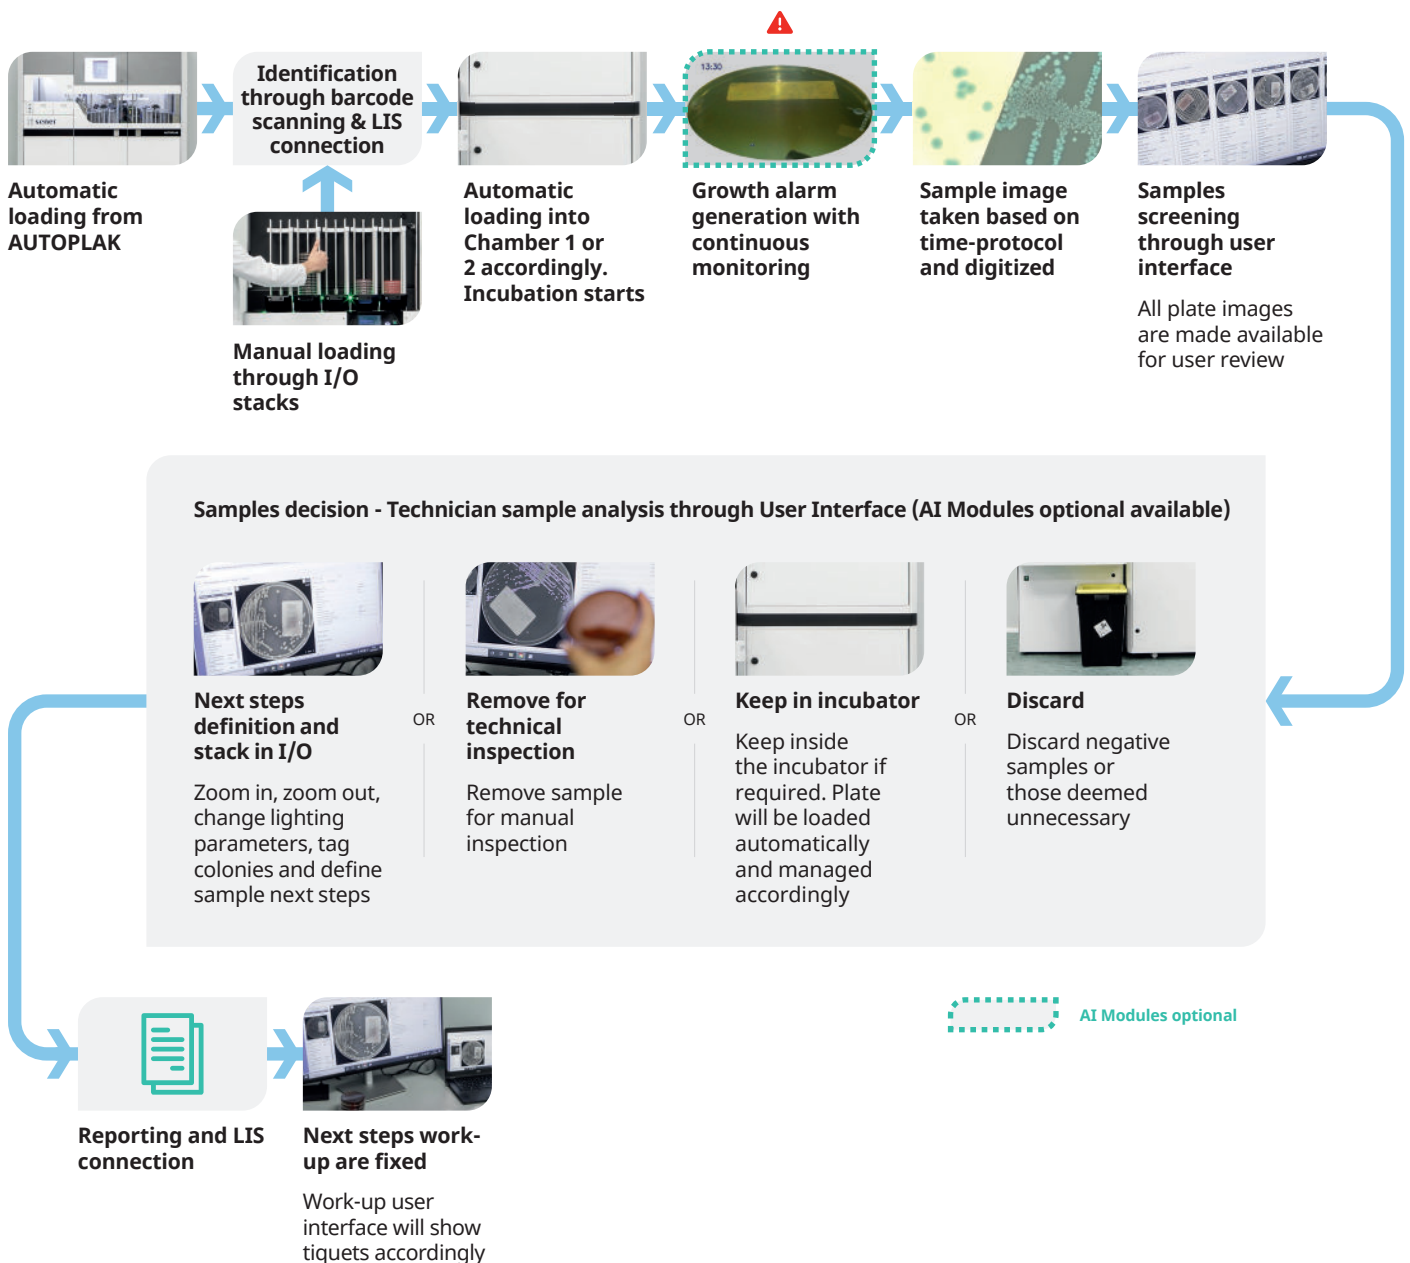 Identification
through barcode
scanning & LIS
connection
Automatic
loading from
AUTOPLAK
Manual loading
through I/O
stacks
Automatic
loading into
Chamber 1 or
2 accordingly.
Incubation starts
13:30
Growth alarm
generation with
continuous
monitoring
Sample image
taken based on
time-protocol
and digitized
Samples
screening
through user
interface
All plate images
are made available
for user review
Samples decision - Technician sample analysis through User Interface (AI Modules optional available)
Next steps
definition and
stack in I/O
Zoom in, zoom out,
change lighting
parameters, tag
colonies and define
sample next steps
OR
Remove for
technical
inspection
Remove sample
for manual
inspection
OR
Keep in incubator
Keep inside
the incubator if
required. Plate
will be loaded
automatically
and managed
accordingly
OR
Discard
Discard negative
samples or
those deemed
unnecessary
AI Modules optional
Reporting and LIS
connection
Next steps work-
up are fixed
Work-up user
interface will show
tiquets accordingly